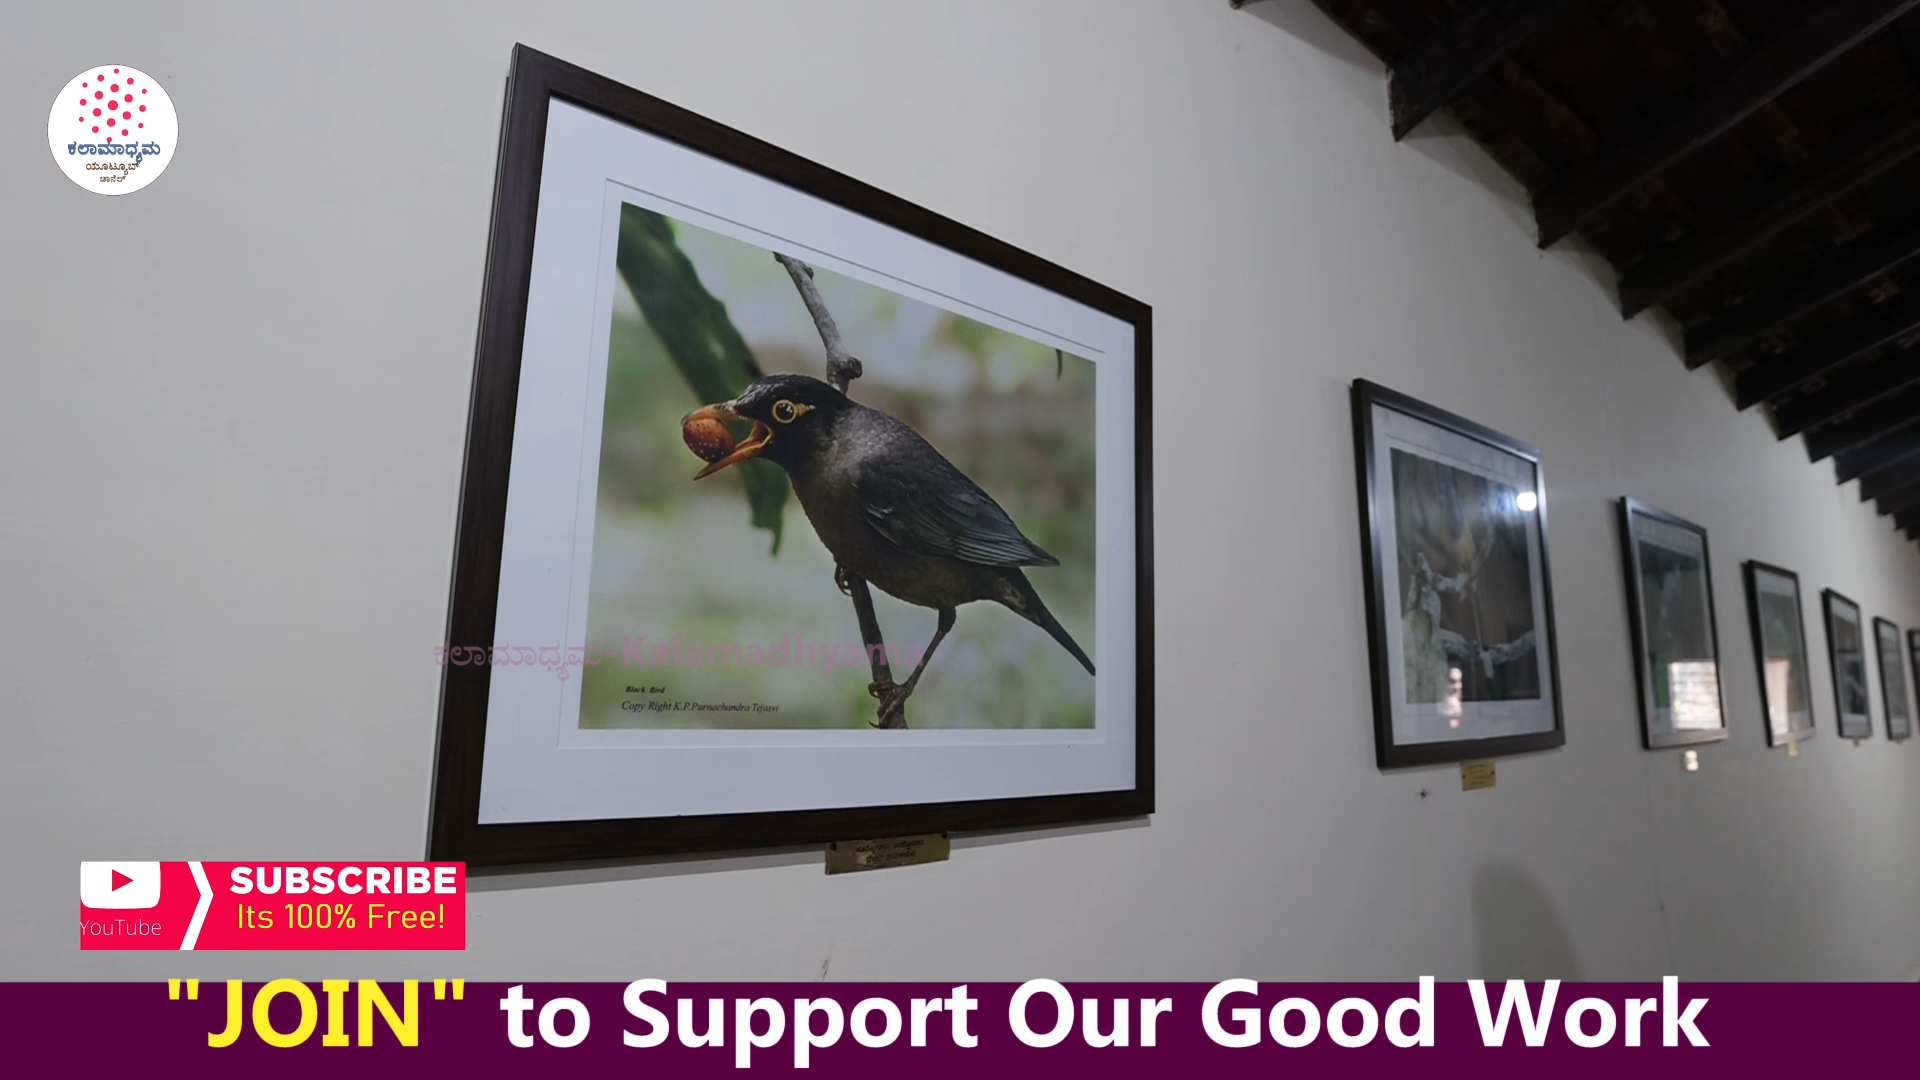 ಕಲಾಮಾಧ್ಯಮ
ಯೂಟ್ಯೂಬ್
ಚಾನೆಲ್
ಕಲಾಮಾಧ್ಯಮ-Kalamadhyama
Black Bird
Copy Right K.P.Purnachandra Tejasvi
YouTube
SUBSCRIBE
Its 100% Free!
"JOIN" to Support Our Good Work